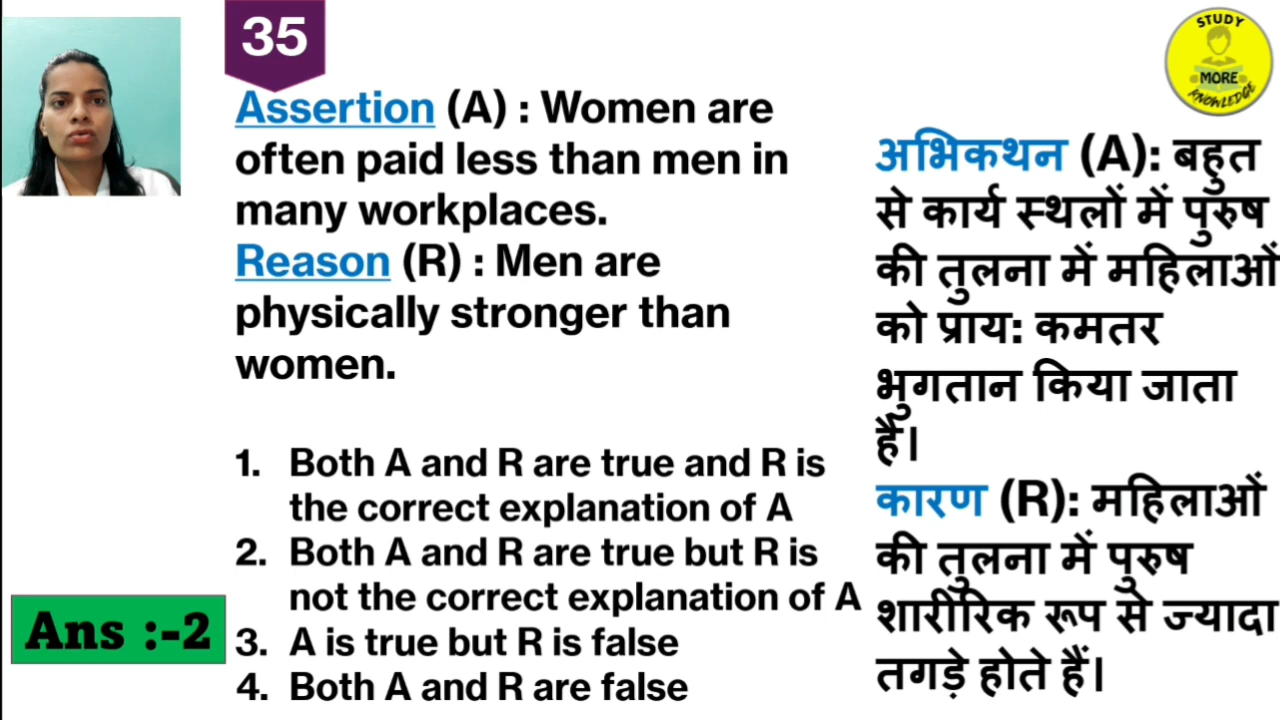 35
Assertion (A) : Women are
often paid less than men in
many workplaces.
Reason (R) : Men are
physically stronger than
women.
1. Both A and R are true and R is
the correct explanation of A
2. Both A and R are true but R is
not the correct explanation of A
3. A is true but R is false
4. Both A and R are false
Ans :-2
STUDY
MORE
KNOWLEDGE
अभिकथन (A): बहुत
से कार्य स्थलों में पुरुष
की तुलना में महिलाओं
को प्राय: कमतर
भुगतान किया जाता
है।
कारण (R): महिलाओं
की तुलना में पुरुष
शारीरिक रूप से ज्यादा
तगड़े होते हैं।